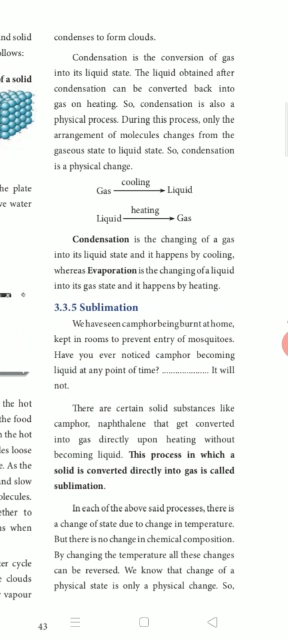 and solid
ollows:
of a solid
he plate
ve water
the hot
the food
n the hot
les loose
e. As the
and slow
olecules.
ether to
ns when
ter cycle
e clouds
vapour
condenses to form clouds.
Condensation is the conversion of gas
into its liquid state. The liquid obtained after
condensation can be converted back into
gas on heating. So, condensation is also a
physical process. During this process, only the
arrangement of molecules changes from the
gaseous state to liquid state. So, condensation
is a physical change.
cooling
Gas → Liquid
heating
Liquid → Gas
Condensation is the changing of a gas
into its liquid state and it happens by cooling,
whereas Evaporation is the changing of a liquid
into its gas state and it happens by heating.
3.3.5 Sublimation
We have seen camphor being burnt at home,
kept in rooms to prevent entry of mosquitoes.
Have you ever noticed camphor becoming
liquid at any point of time? ..................... It will
not.
There are certain solid substances like
camphor, naphthalene that get converted
into gas directly upon heating without
becoming liquid. This process in which a
solid is converted directly into gas is called
sublimation.
In each of the above said processes, there is
a change of state due to change in temperature.
But there is no change in chemical composition.
By changing the temperature all these changes
can be reversed. We know that change of a
physical state is only a physical change. So,
43